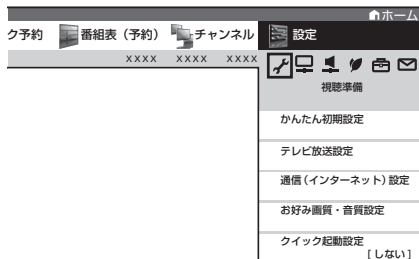 ホーム
ク予約 番組表（予約） チャンネル 設定
xxxx xxxx xxxx
視聴準備
かんたん初期設定
テレビ放送設定
通信（インターネット）設定
お好み画質・音質設定
クイック起動設定
［しない］